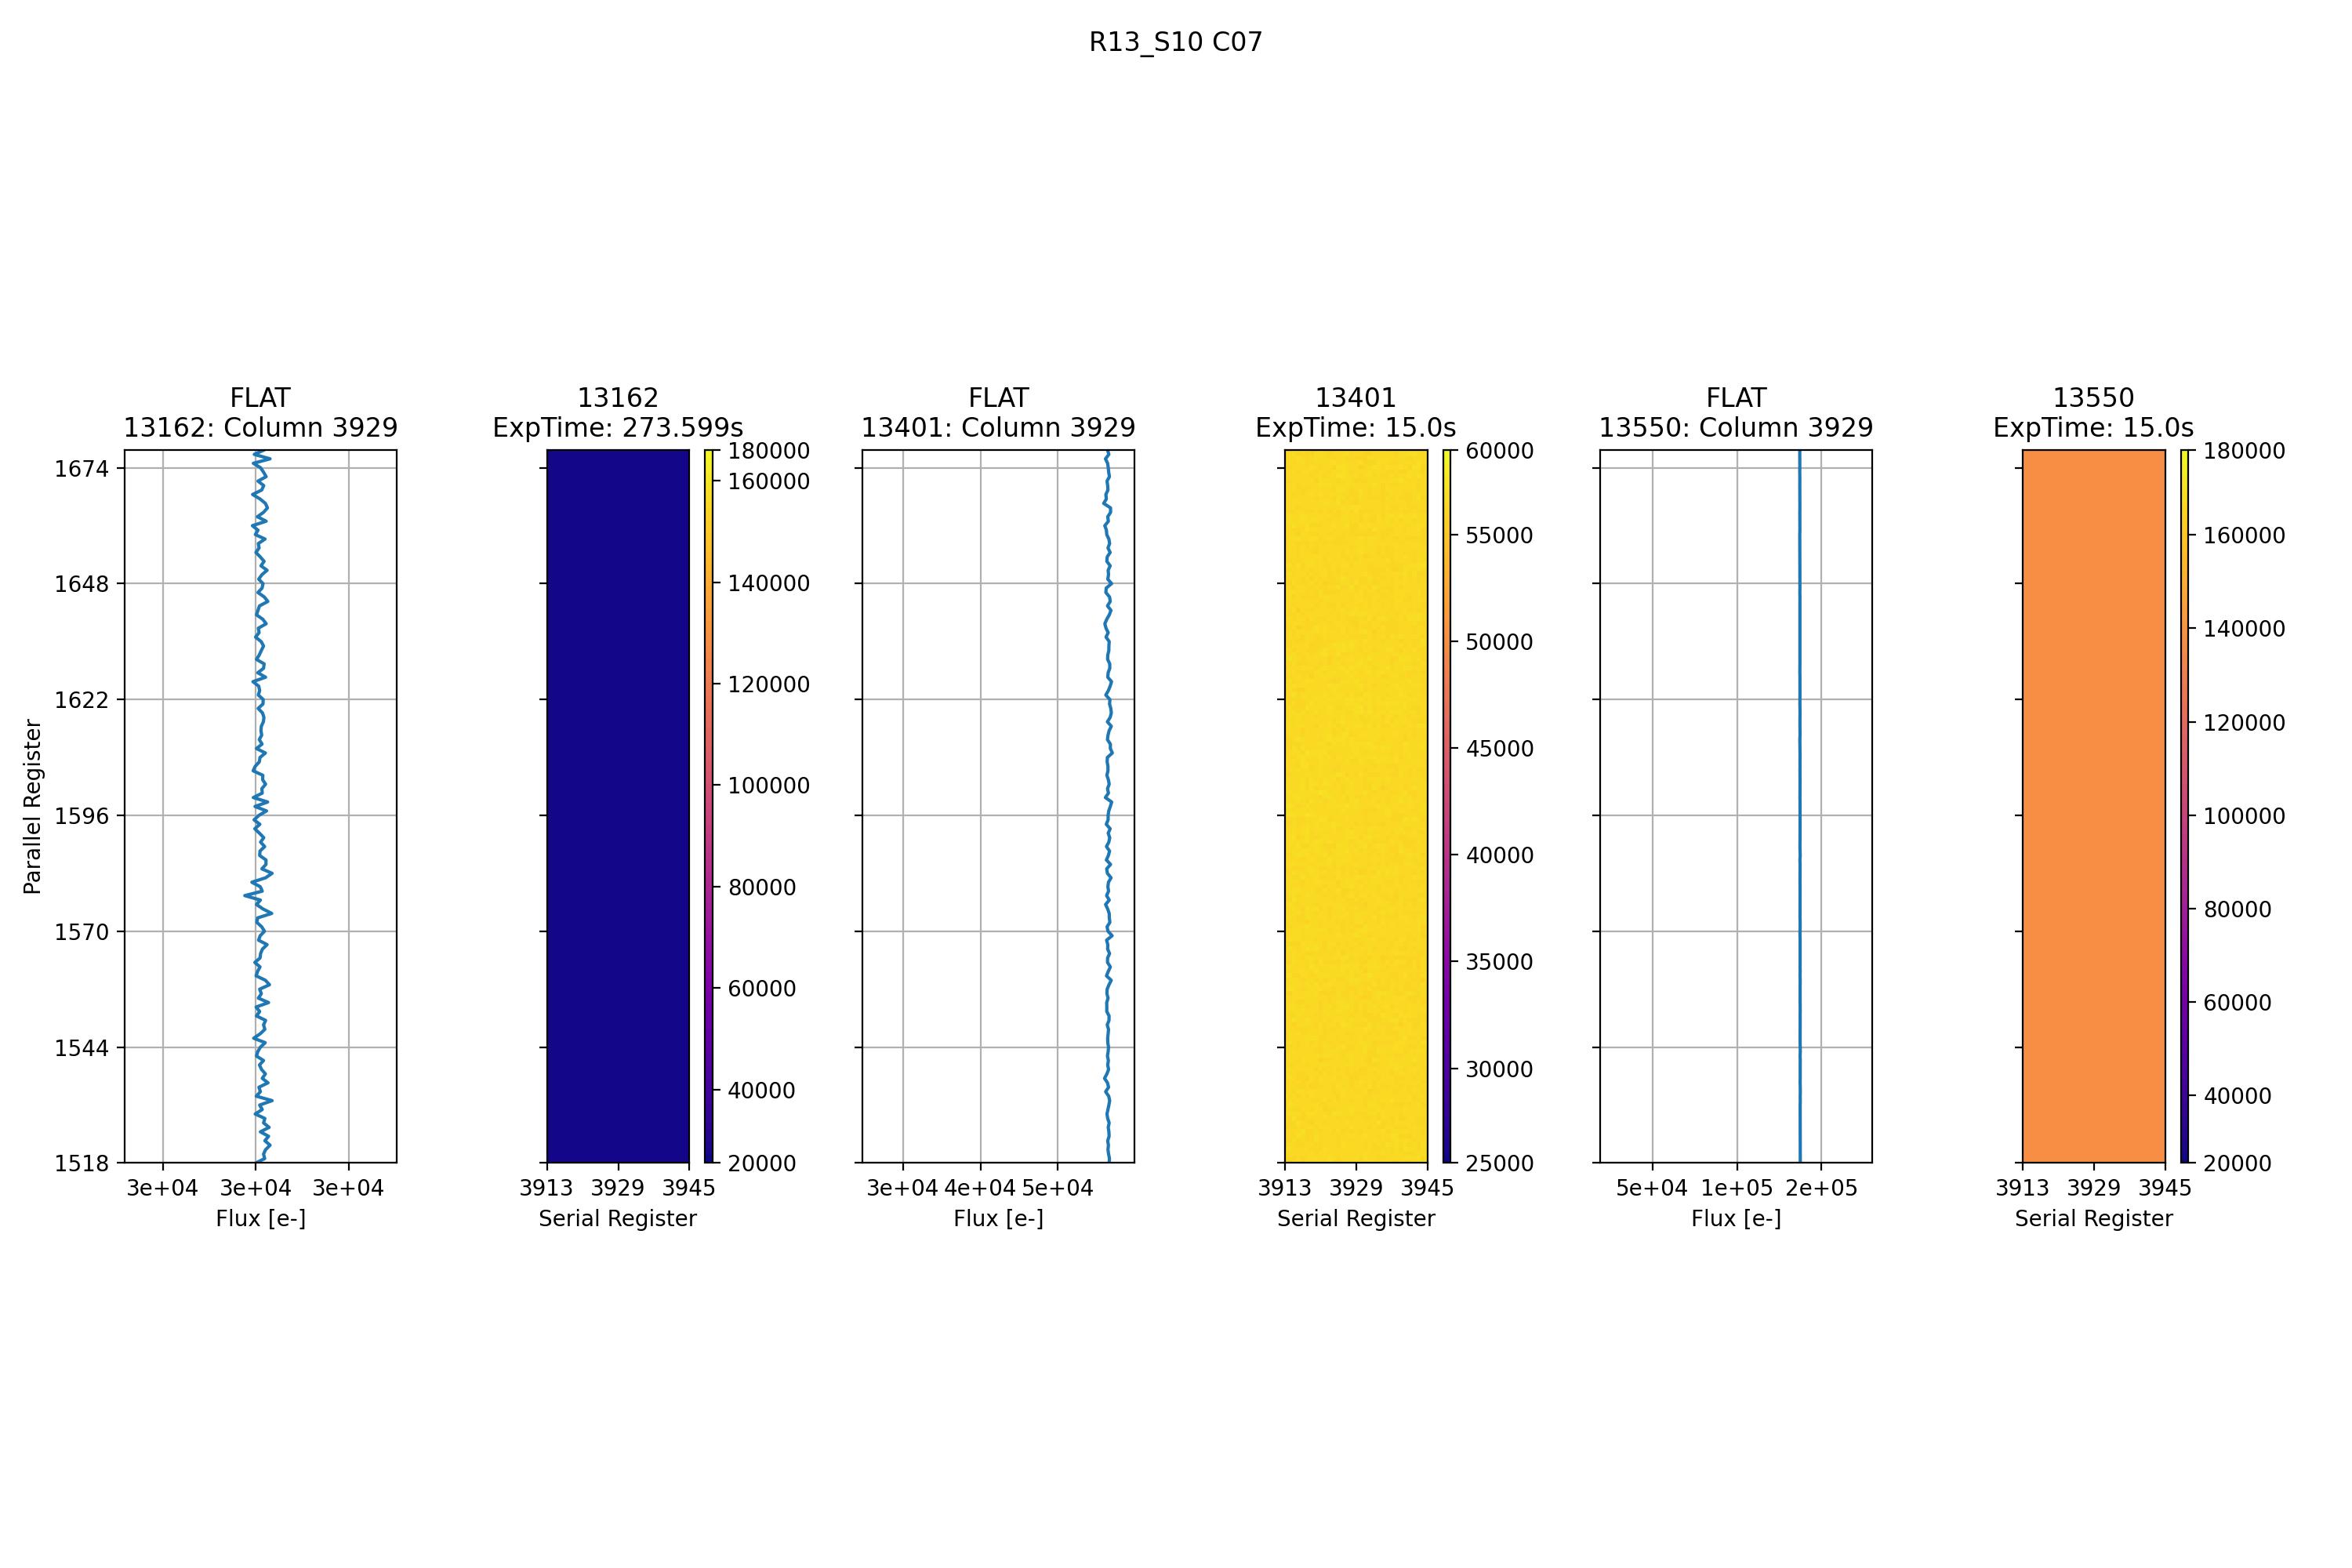 R13_S10 C07
FLAT
13162: Column 3929
1674
1648
1622
1596
1570
1544
1518
Parallel Register
3e+04 3e+04 3e+04
Flux [e-]
13162
ExpTime: 273.599s
180000
160000
140000
120000
100000
80000
60000
40000
20000
3913 3929 3945
Serial Register
FLAT
13401: Column 3929
3e+04 4e+04 5e+04
Flux [e-]
13401
ExpTime: 15.0s
60000
55000
50000
45000
40000
35000
30000
25000
3913 3929 3945
Serial Register
FLAT
13550: Column 3929
5e+04 1e+05 2e+05
Flux [e-]
13550
ExpTime: 15.0s
180000
160000
140000
120000
100000
80000
60000
40000
20000
3913 3929 3945
Serial Register